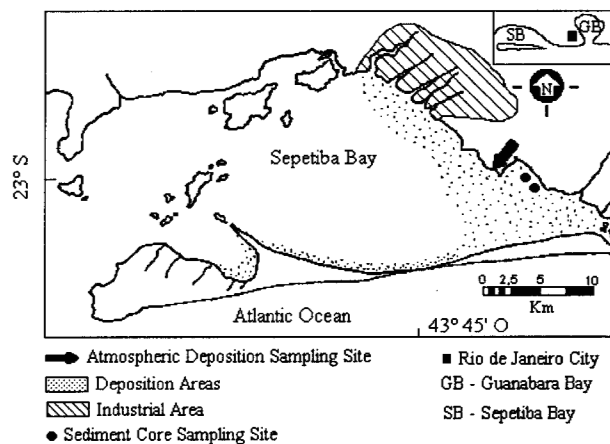 SB
GB
N
Sepetiba Bay
23° S
0 2,5 5 10
Km
Atlantic Ocean
43° 45' O
Atmospheric Deposition Sampling Site
Deposition Areas
Industrial Area
Sediment Core Sampling Site
Rio de Janeiro City
GB - Guanabara Bay
SB - Sepetiba Bay